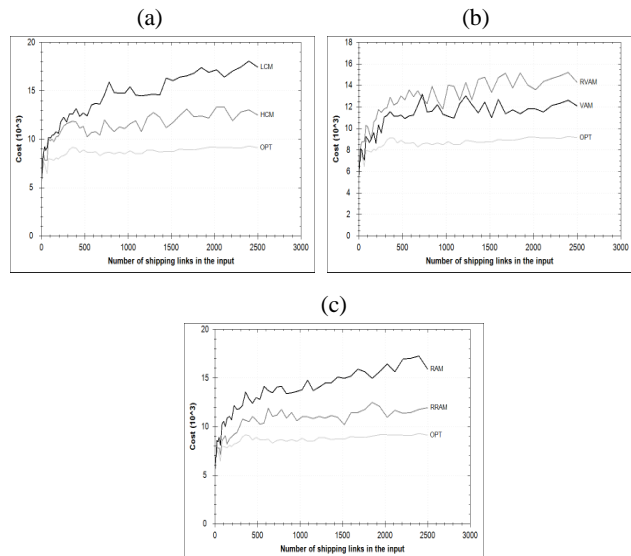 (a)
(b)
20
15
10
5
0
Cost (10^3)
LCM
HCM
OPT
0
500
1000
1500
2000
2500
3000
Number of shipping links in the input
18
16
14
12
10
8
6
4
2
0
Cost (10^3)
RVAM
VAM
OPT
0
500
1000
1500
2000
2500
3000
Number of shipping links in the input
(c)
20
15
10
5
0
Cost (10^3)
RAM
RRAM
OPT
0
500
1000
1500
2000
2500
3000
Number of shipping links in the input